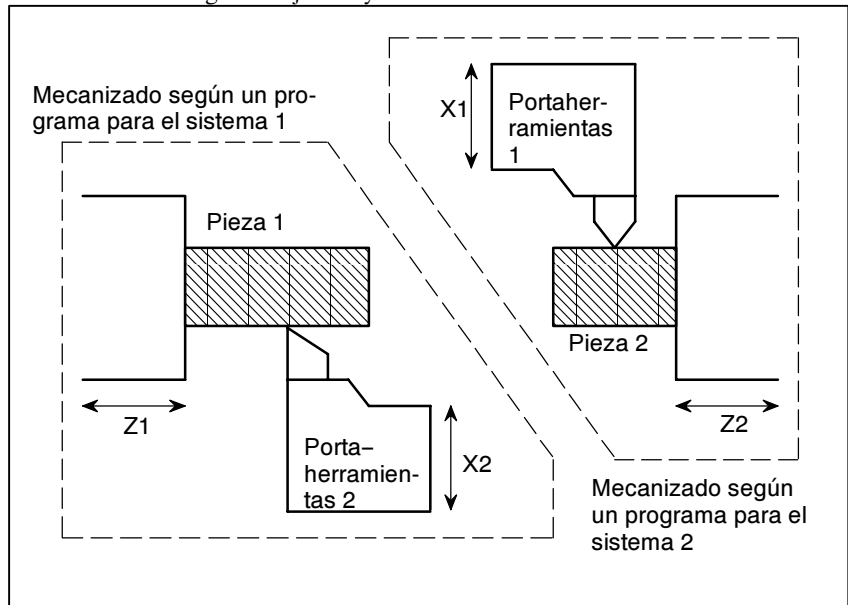 Mecanizado según un pro-
grama para el sistema 1
X1
Portaher-
ramientas
1
Pieza 1
Pieza 2
Z1
Z2
Porta–
herramien-
tas 2
X2
Mecanizado según
un programa para el
sistema 2